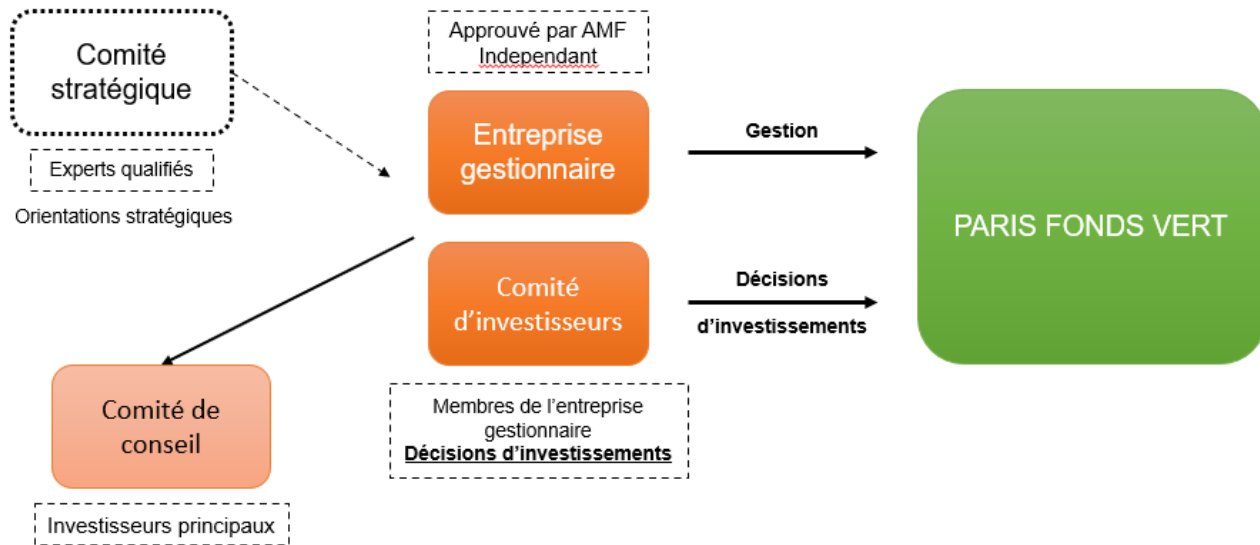 Comité
stratégique
Experts qualifiés
Orientations stratégiques
Approuvé par AMF
Independant
Entreprise
gestionnaire
Gestion
PARIS FONDS VERT
Comité
d'investisseurs
Décisions
d'investissements
Membres de l'entreprise
gestionnaire
Décisions d'investissements
Comité de
conseil
Investisseurs principaux